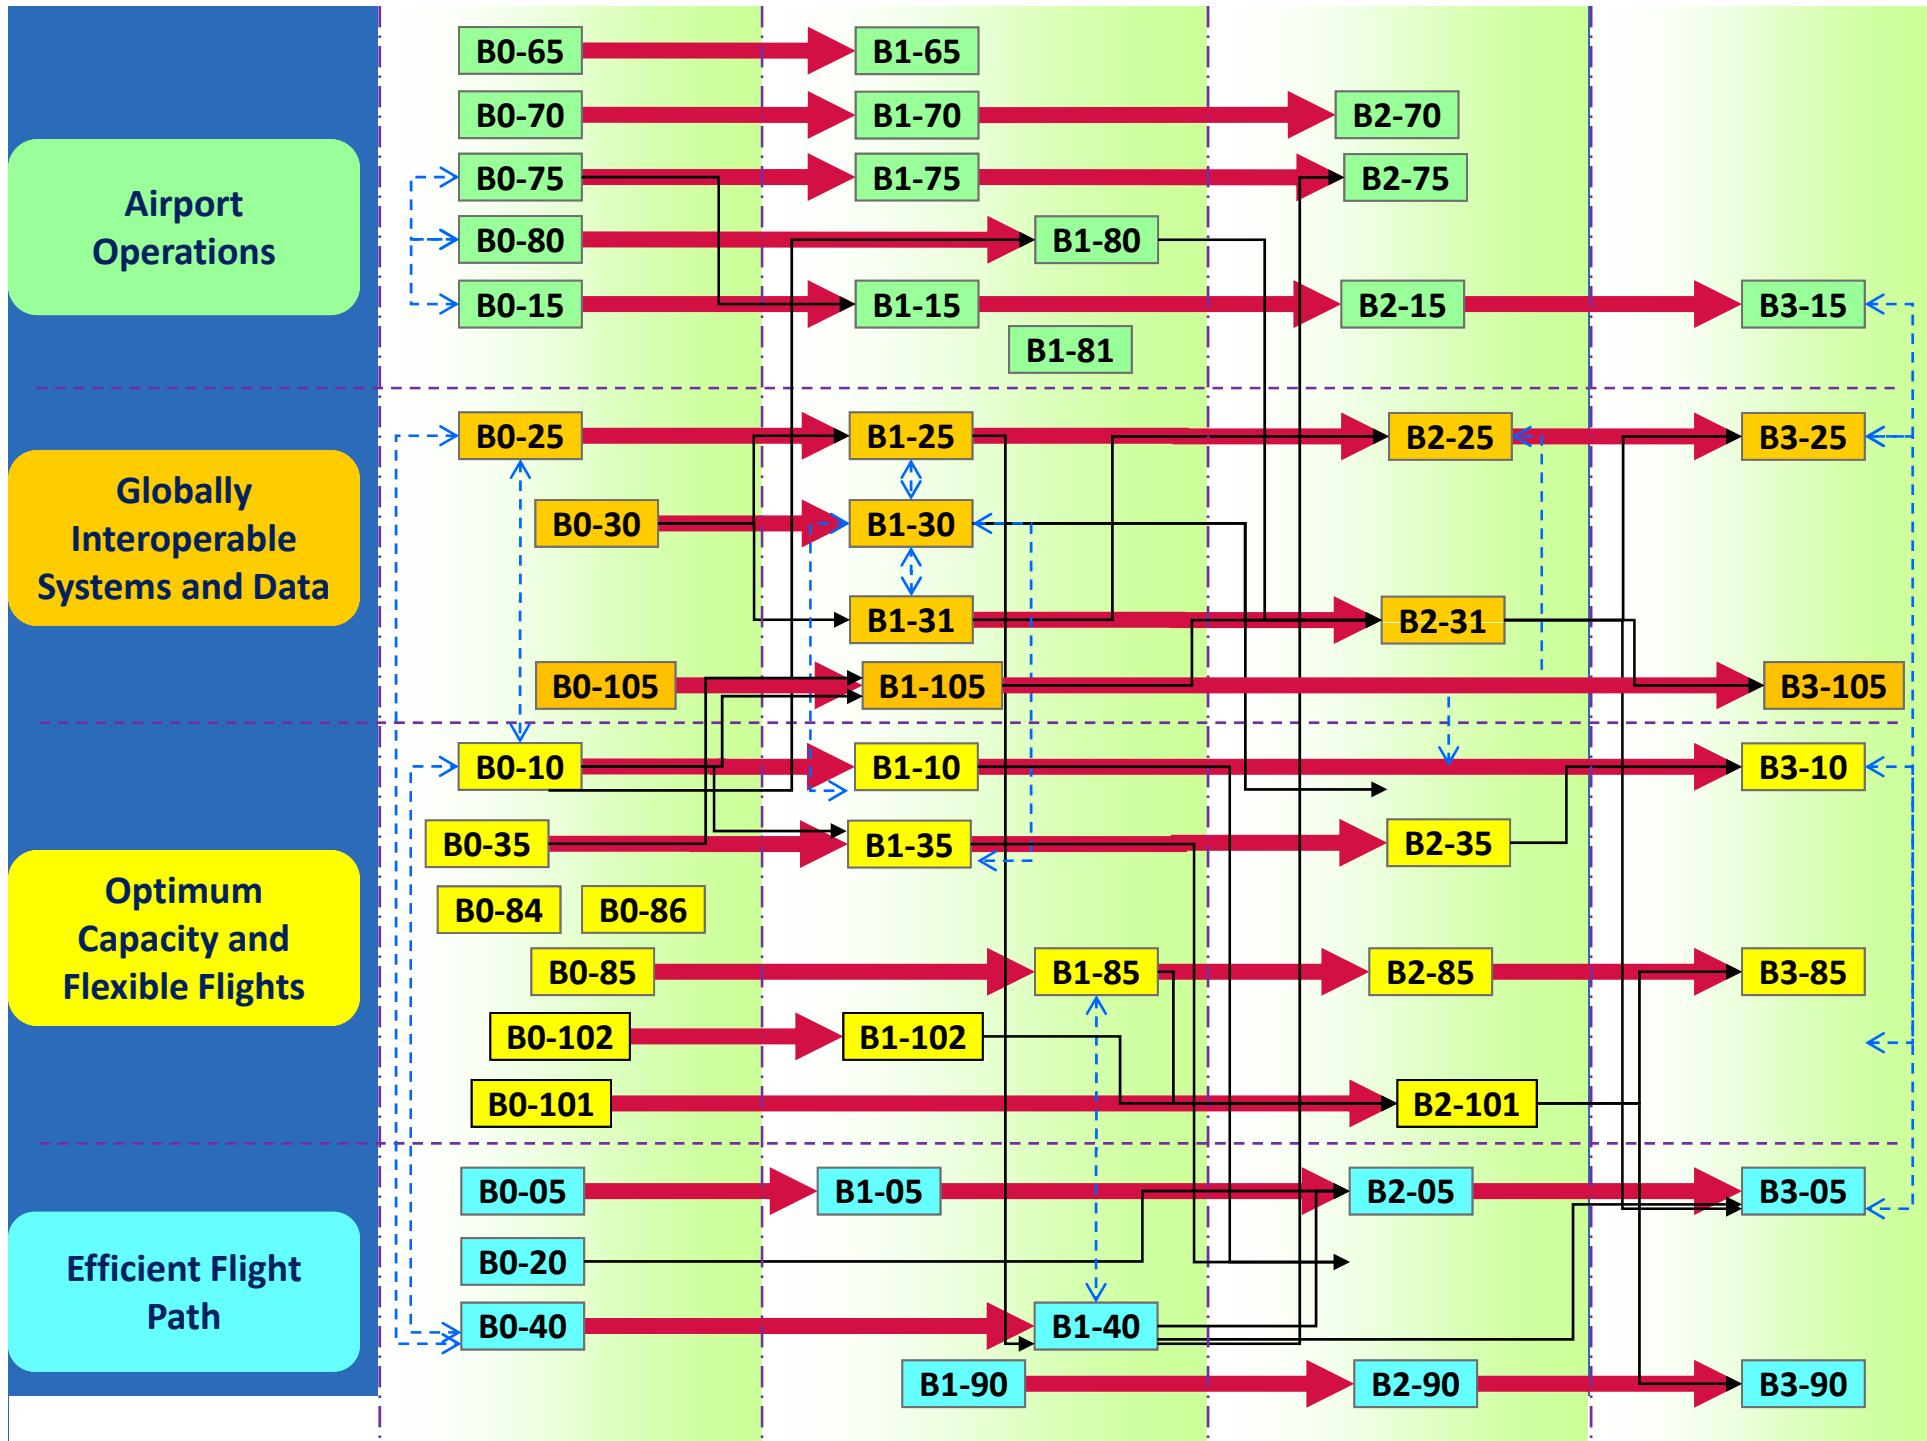 B0-65 B1-65
B0-70 B1-70 B2-70
B0-75 B1-75 B2-75
Airport
Operations
B0-80 B1-80
B0-15 B1-15 B2-15 B3-15
B1-81
B0-25 B1-25 B2-25 B3-25
Globally
Interoperable
Systems and Data
B0-30 B1-30
B1-31 B2-31
B0-105 B1-105 B3-105
B0-10 B1-10 B3-10
B0-35 B1-35 B2-35
Optimum
Capacity and
Flexible Flights
B0-84 B0-86
B0-85 B1-85 B2-85 B3-85
B0-102 B1-102
B0-101 B2-101
B0-05 B1-05 B2-05 B3-05
Efficient Flight
Path
B0-20
B0-40 B1-40
B1-90 B2-90 B3-90